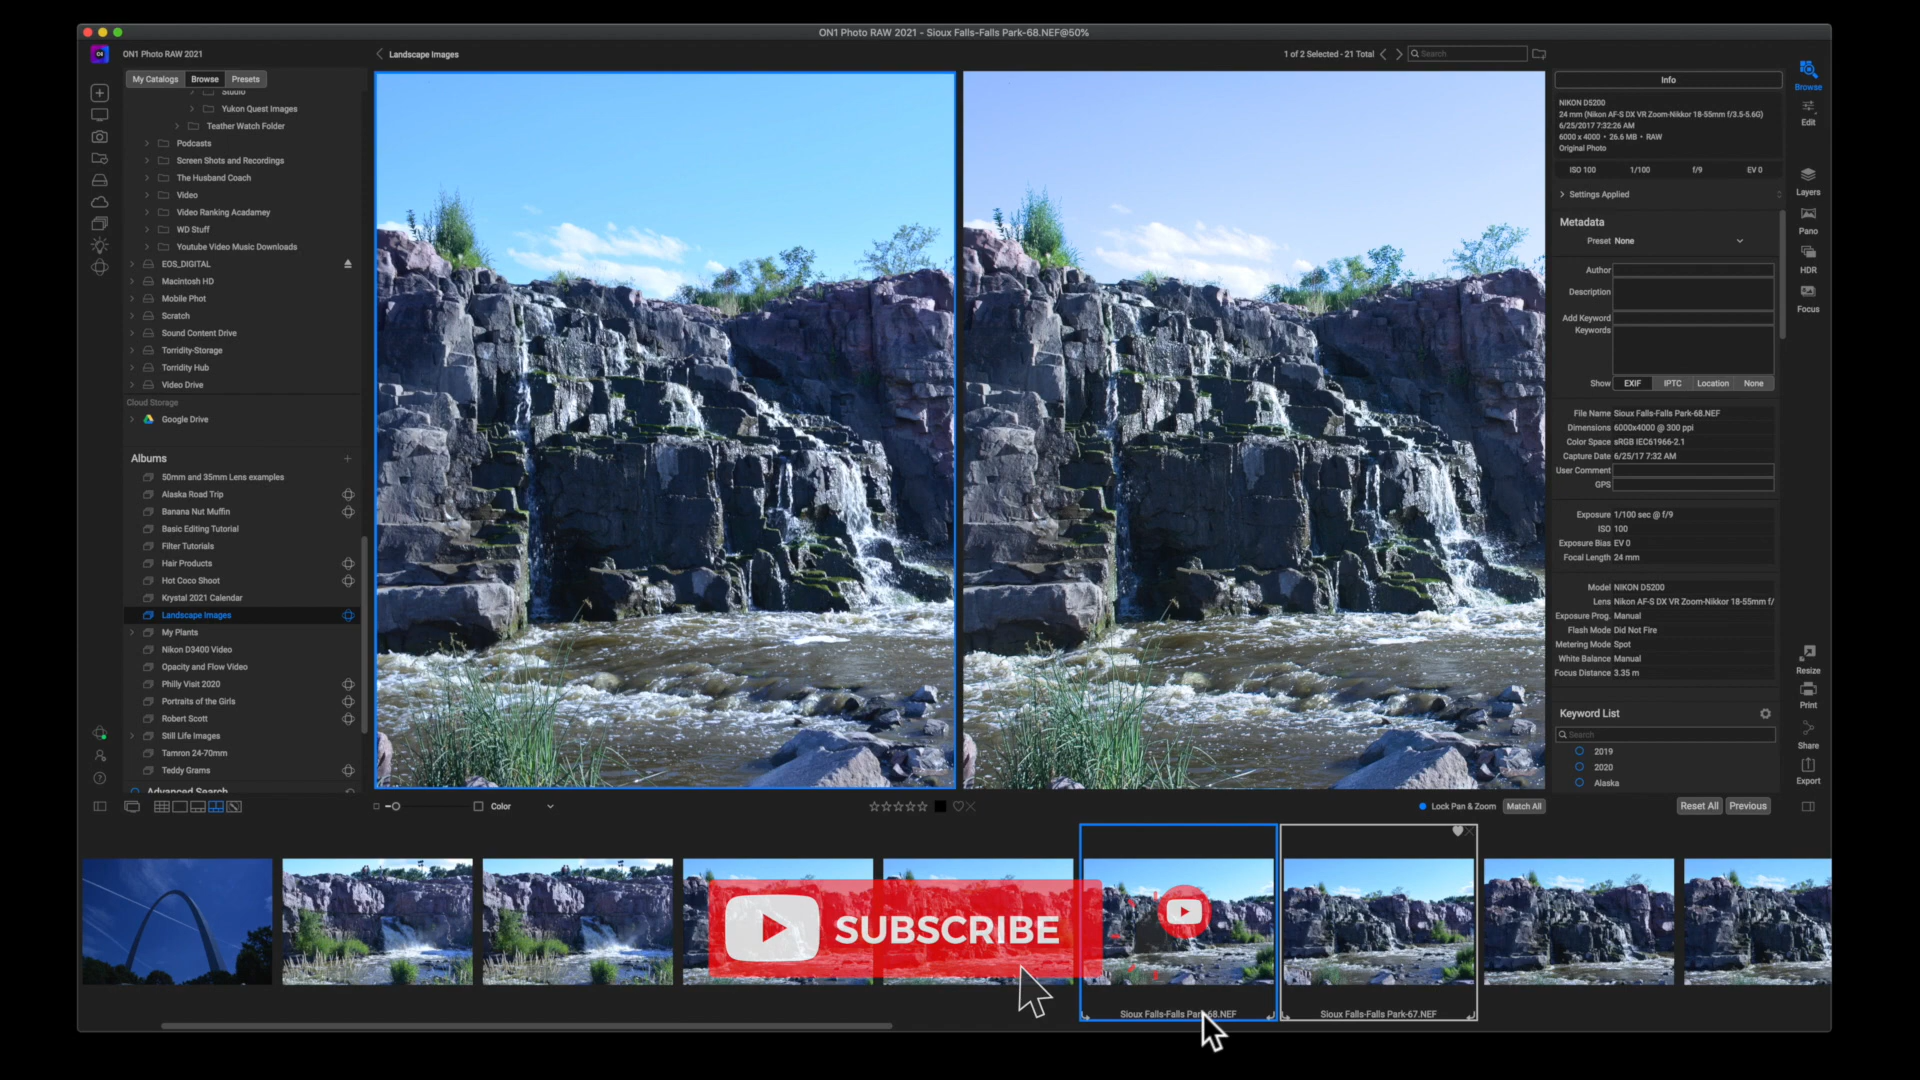 ON1 Photo RAW 2021 - Sioux Falls-Falls Park-68.NEF@50%
ON1 Photo RAW 2021
Landscape Images
1 of 2 Selected - 21 Total
Search
My Catalogs Browse Presets
Studio
Yukon Quest Images
Teather Watch Folder
Podcasts
Screen Shots and Recordings
The Husband Coach
Video
Video Ranking Acadamey
WD Stuff
Youtube Video Music Downloads
EOS_DIGITAL
Macintosh HD
Mobile Phot
Scratch
Sound Content Drive
Torridity-Storage
Torridity Hub
Video Drive
Cloud Storage
Google Drive
Albums
50mm and 35mm Lens examples
Alaska Road Trip
Banana Nut Muffin
Basic Editing Tutorial
Filter Tutorials
Hair Products
Hot Coco Shoot
Krystal 2021 Calendar
Landscape Images
My Plants
Nikon D3400 Video
Opacity and Flow Video
Philly Visit 2020
Portraits of the Girls
Robert Scott
Still Life Images
Tamron 24-70mm
Teddy Grams
Advanced Search
Info
NIKON D5200
24 mm (Nikon AF-S DX VR Zoom-Nikkor 18-55mm f/3.5-5.6G)
6/25/2017 7:32:26 AM
6000 x 4000 • 26.6 MB • RAW
Original Photo
ISO 100 1/100 f/9 EV 0
Settings Applied
Metadata
Preset None
Author
Description
Add Keyword
Keywords
Show EXIF IPTC Location None
File Name Sioux Falls-Falls Park-68.NEF
Dimensions 6000x4000 @ 300 ppi
Color Space sRGB IEC61966-2.1
Capture Date 6/25/17 7:32 AM
User Comment
GPS
Exposure 1/100 sec @ f/9
ISO 100
Exposure Bias EV 0
Focal Length 24 mm
Model NIKON D5200
Lens Nikon AF-S DX VR Zoom-Nikkor 18-55mm f/
Exposure Prog. Manual
Flash Mode Did Not Fire
Metering Mode Spot
White Balance Manual
Focus Distance 3.35 m
Keyword List
Search
2019
2020
Alaska
Browse
Edit
Layers
Pano
HDR
Focus
Resize
Print
Share
Export
Color
Lock Pan & Zoom Match All
Reset All Previous
SUBSCRIBE
Sioux Falls-Falls Park-68.NEF
Sioux Falls-Falls Park-67.NEF